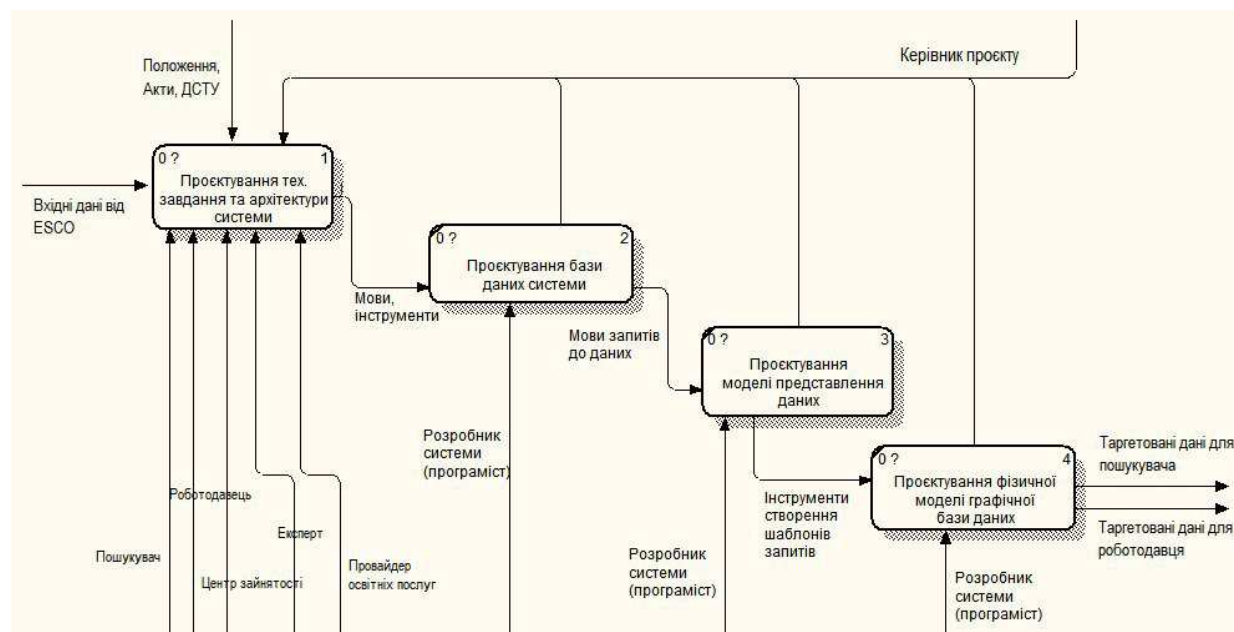 Положення,
Акти, ДСТУ
Керівник проєкту
0 ?
1
Проєктування тех.
завдання та архітектури
системи
Вхідні дані від
ESCO
0 ?
2
Проєктування бази
даних системи
Мови,
інструменти
Мови запитів
до даних
0 ?
3
Проєктування
моделі представлення
даних
Розробник
системи
(програміст)
0 ?
4
Проєктування фізичної
моделі графічної
бази даних
Таргетовані дані для
пошукувача
Таргетовані дані для
роботодавця
Роботодавець
Інструменти
створення
шаблонів
запитів
Експерт
Пошукувач
Центр зайнятості
Провайдер
освітніх послуг
Розробник
системи
(програміст)
Розробник
системи
(програміст)